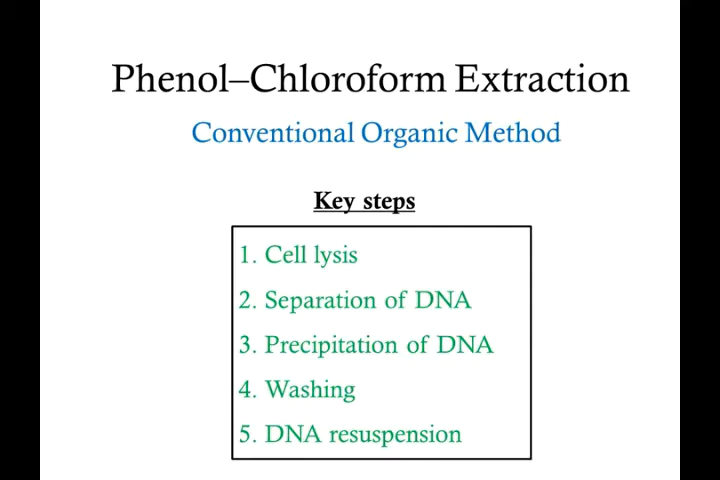 Phenol–Chloroform Extraction
Conventional Organic Method
Key steps
1. Cell lysis
2. Separation of DNA
3. Precipitation of DNA
4. Washing
5. DNA resuspension